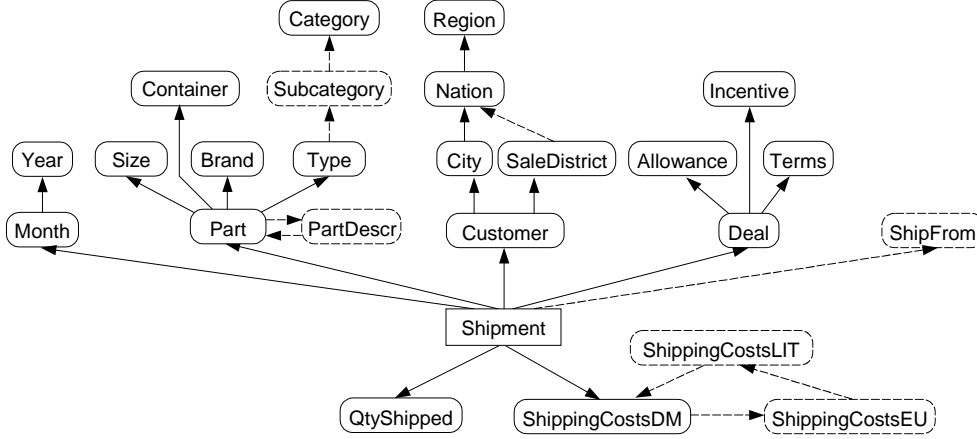 Category
Region
Container
Subcategory
Nation
Incentive
Year
Size
Brand
Type
City
SaleDistrict
Allowance
Terms
Month
Part
PartDescr
Customer
Deal
ShipFrom
Shipment
ShippingCostsLIT
QtyShipped
ShippingCostsDM
ShippingCostsEU